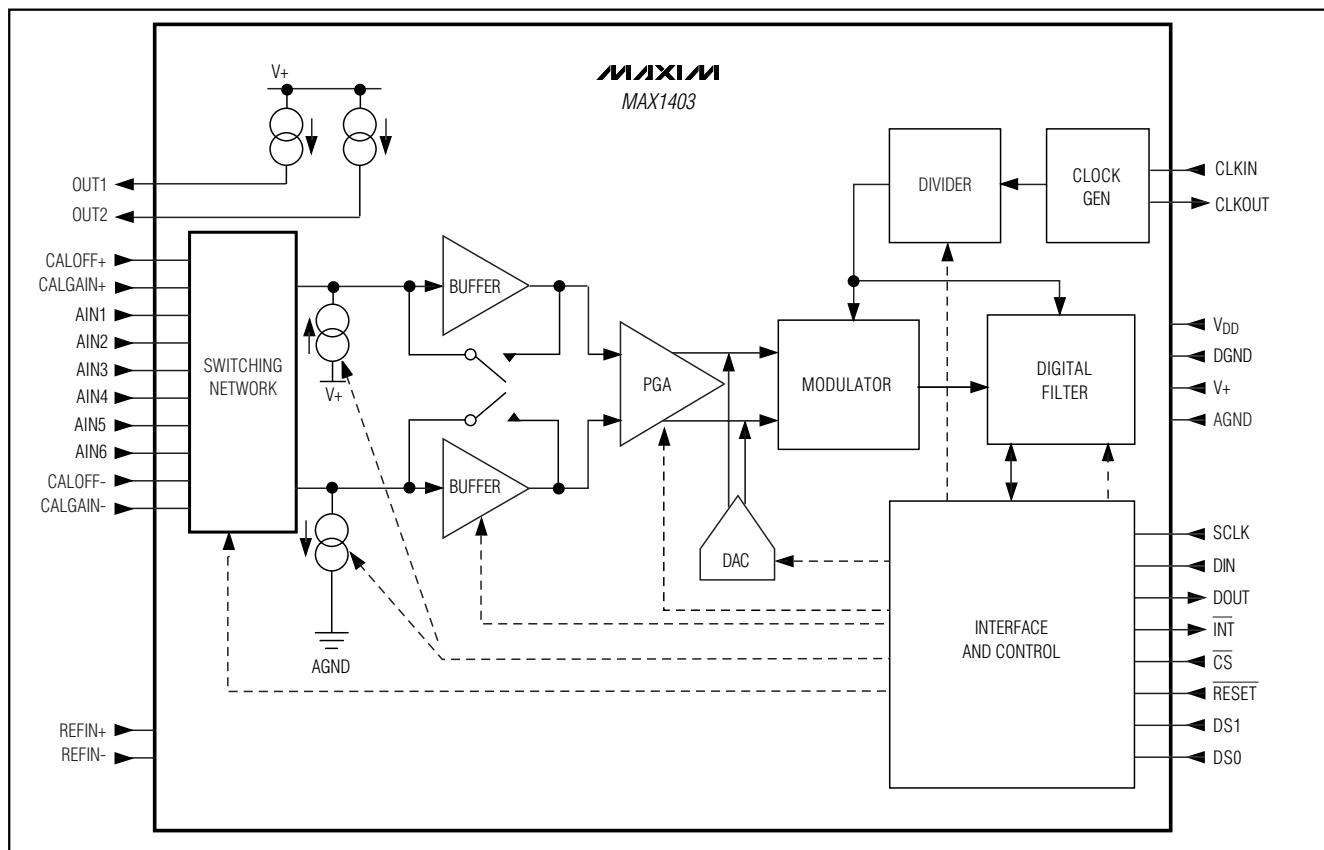 MAXIM
MAX1403
V+
OUT1
OUT2
CALOFF+
CALGAIN+
AIN1
AIN2
AIN3
AIN4
AIN5
AIN6
CALOFF-
CALGAIN-
REFIN+
REFIN-
SWITCHING
NETWORK
V+
AGND
BUFFER
BUFFER
PGA
DAC
MODULATOR
DIVIDER
CLOCK
GEN
DIGITAL
FILTER
INTERFACE
AND CONTROL
CLKIN
CLKOUT
VDD
DGND
V+
AGND
SCLK
DIN
DOUT
INT
CS
RESET
DS1
DS0